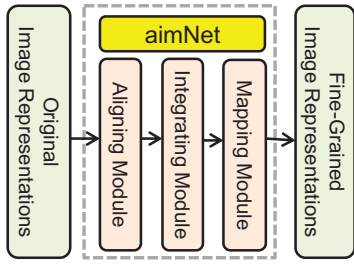 aimNet
Original
Image Representations
Aligning Module
Integrating Module
Mapping Module
Fine-Grained
Image Representations